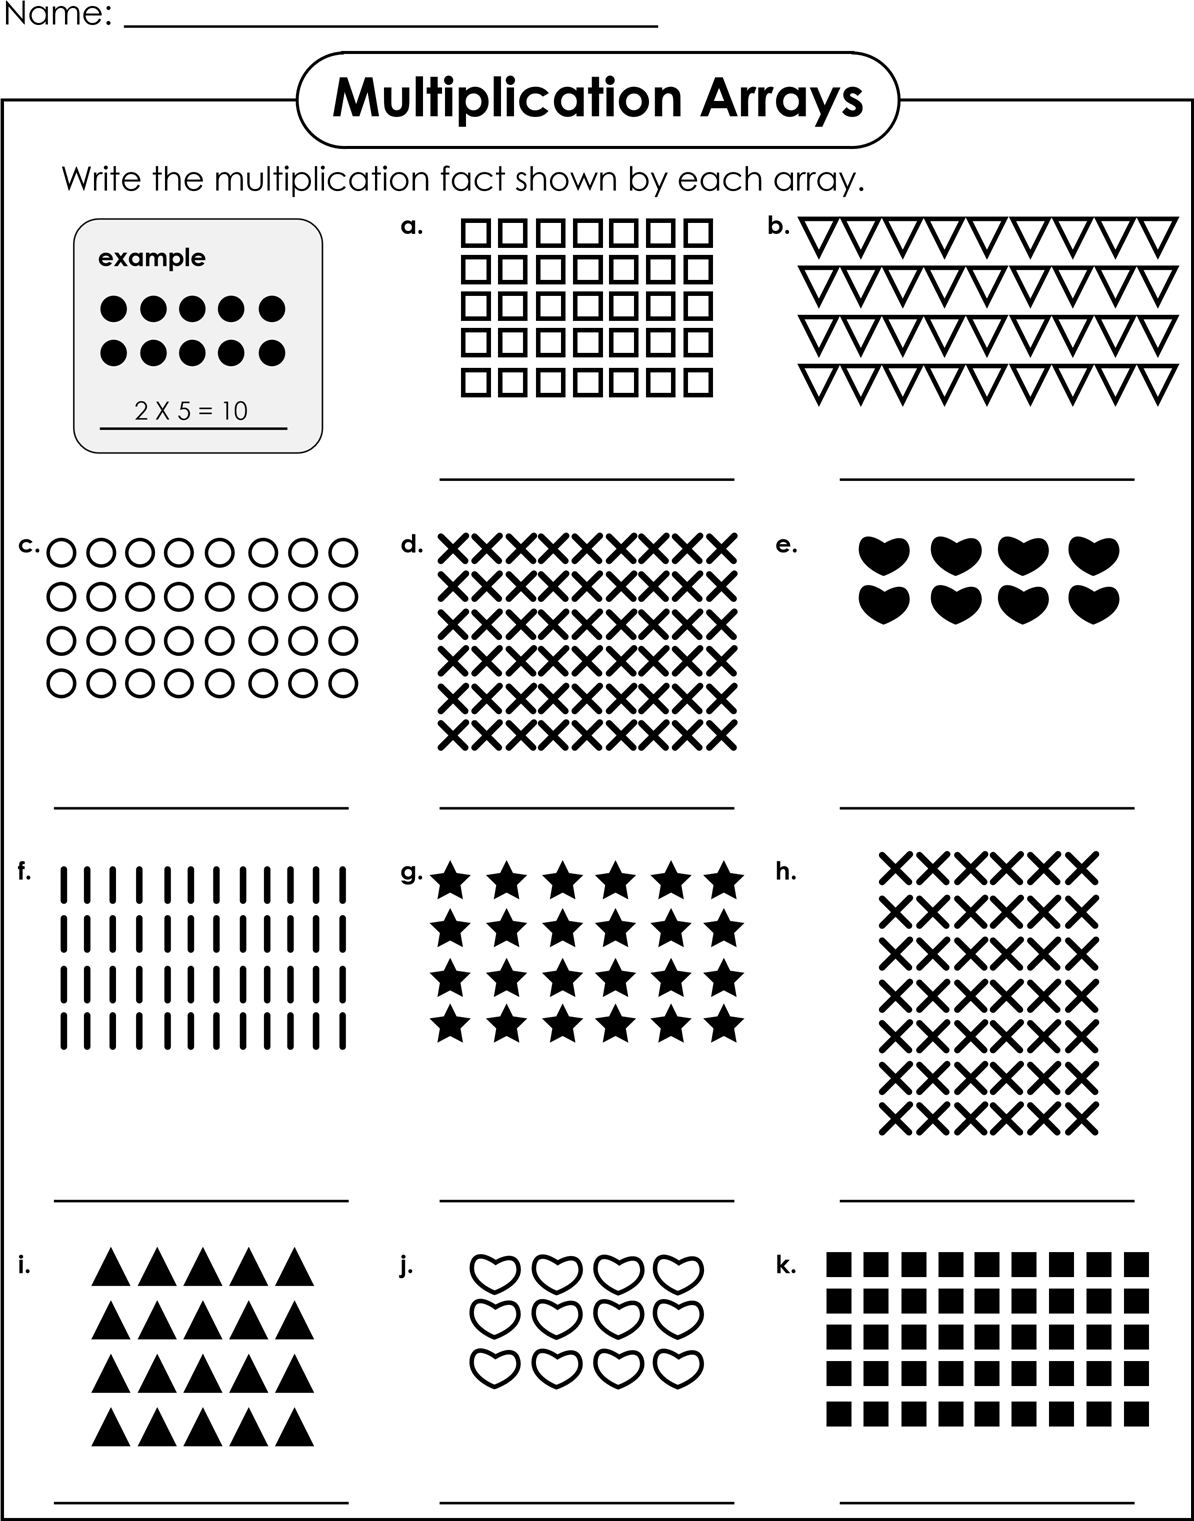 Name:
Multiplication Arrays
Write the multiplication fact shown by each array.
example
2 X 5 = 10
a.
b.
c.
d.
e.
f.
g.
h.
i.
j.
k.